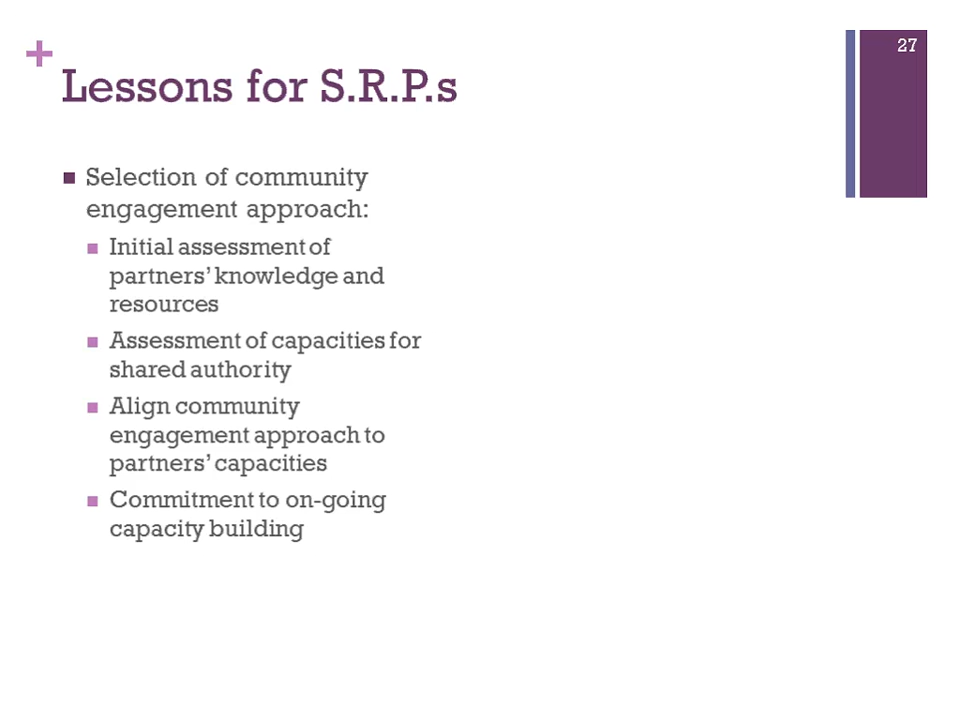 27
+
Lessons for S.R.P.s
Selection of community
engagement approach:
Initial assessment of
partners' knowledge and
resources
Assessment of capacities for
shared authority
Align community
engagement approach to
partners' capacities
Commitment to on-going
capacity building